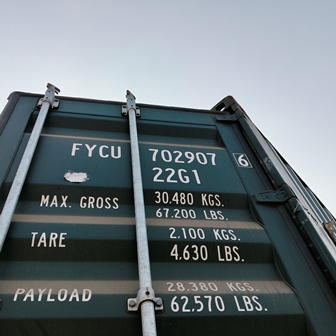 FYCU 702907 6
22G1
MAX. GROSS 30.480 KGS.
67.200 LBS.
TARE 2.100 KGS.
4,630 LBS.
PAYLOAD 28.380 KGS.
62,570 LBS.